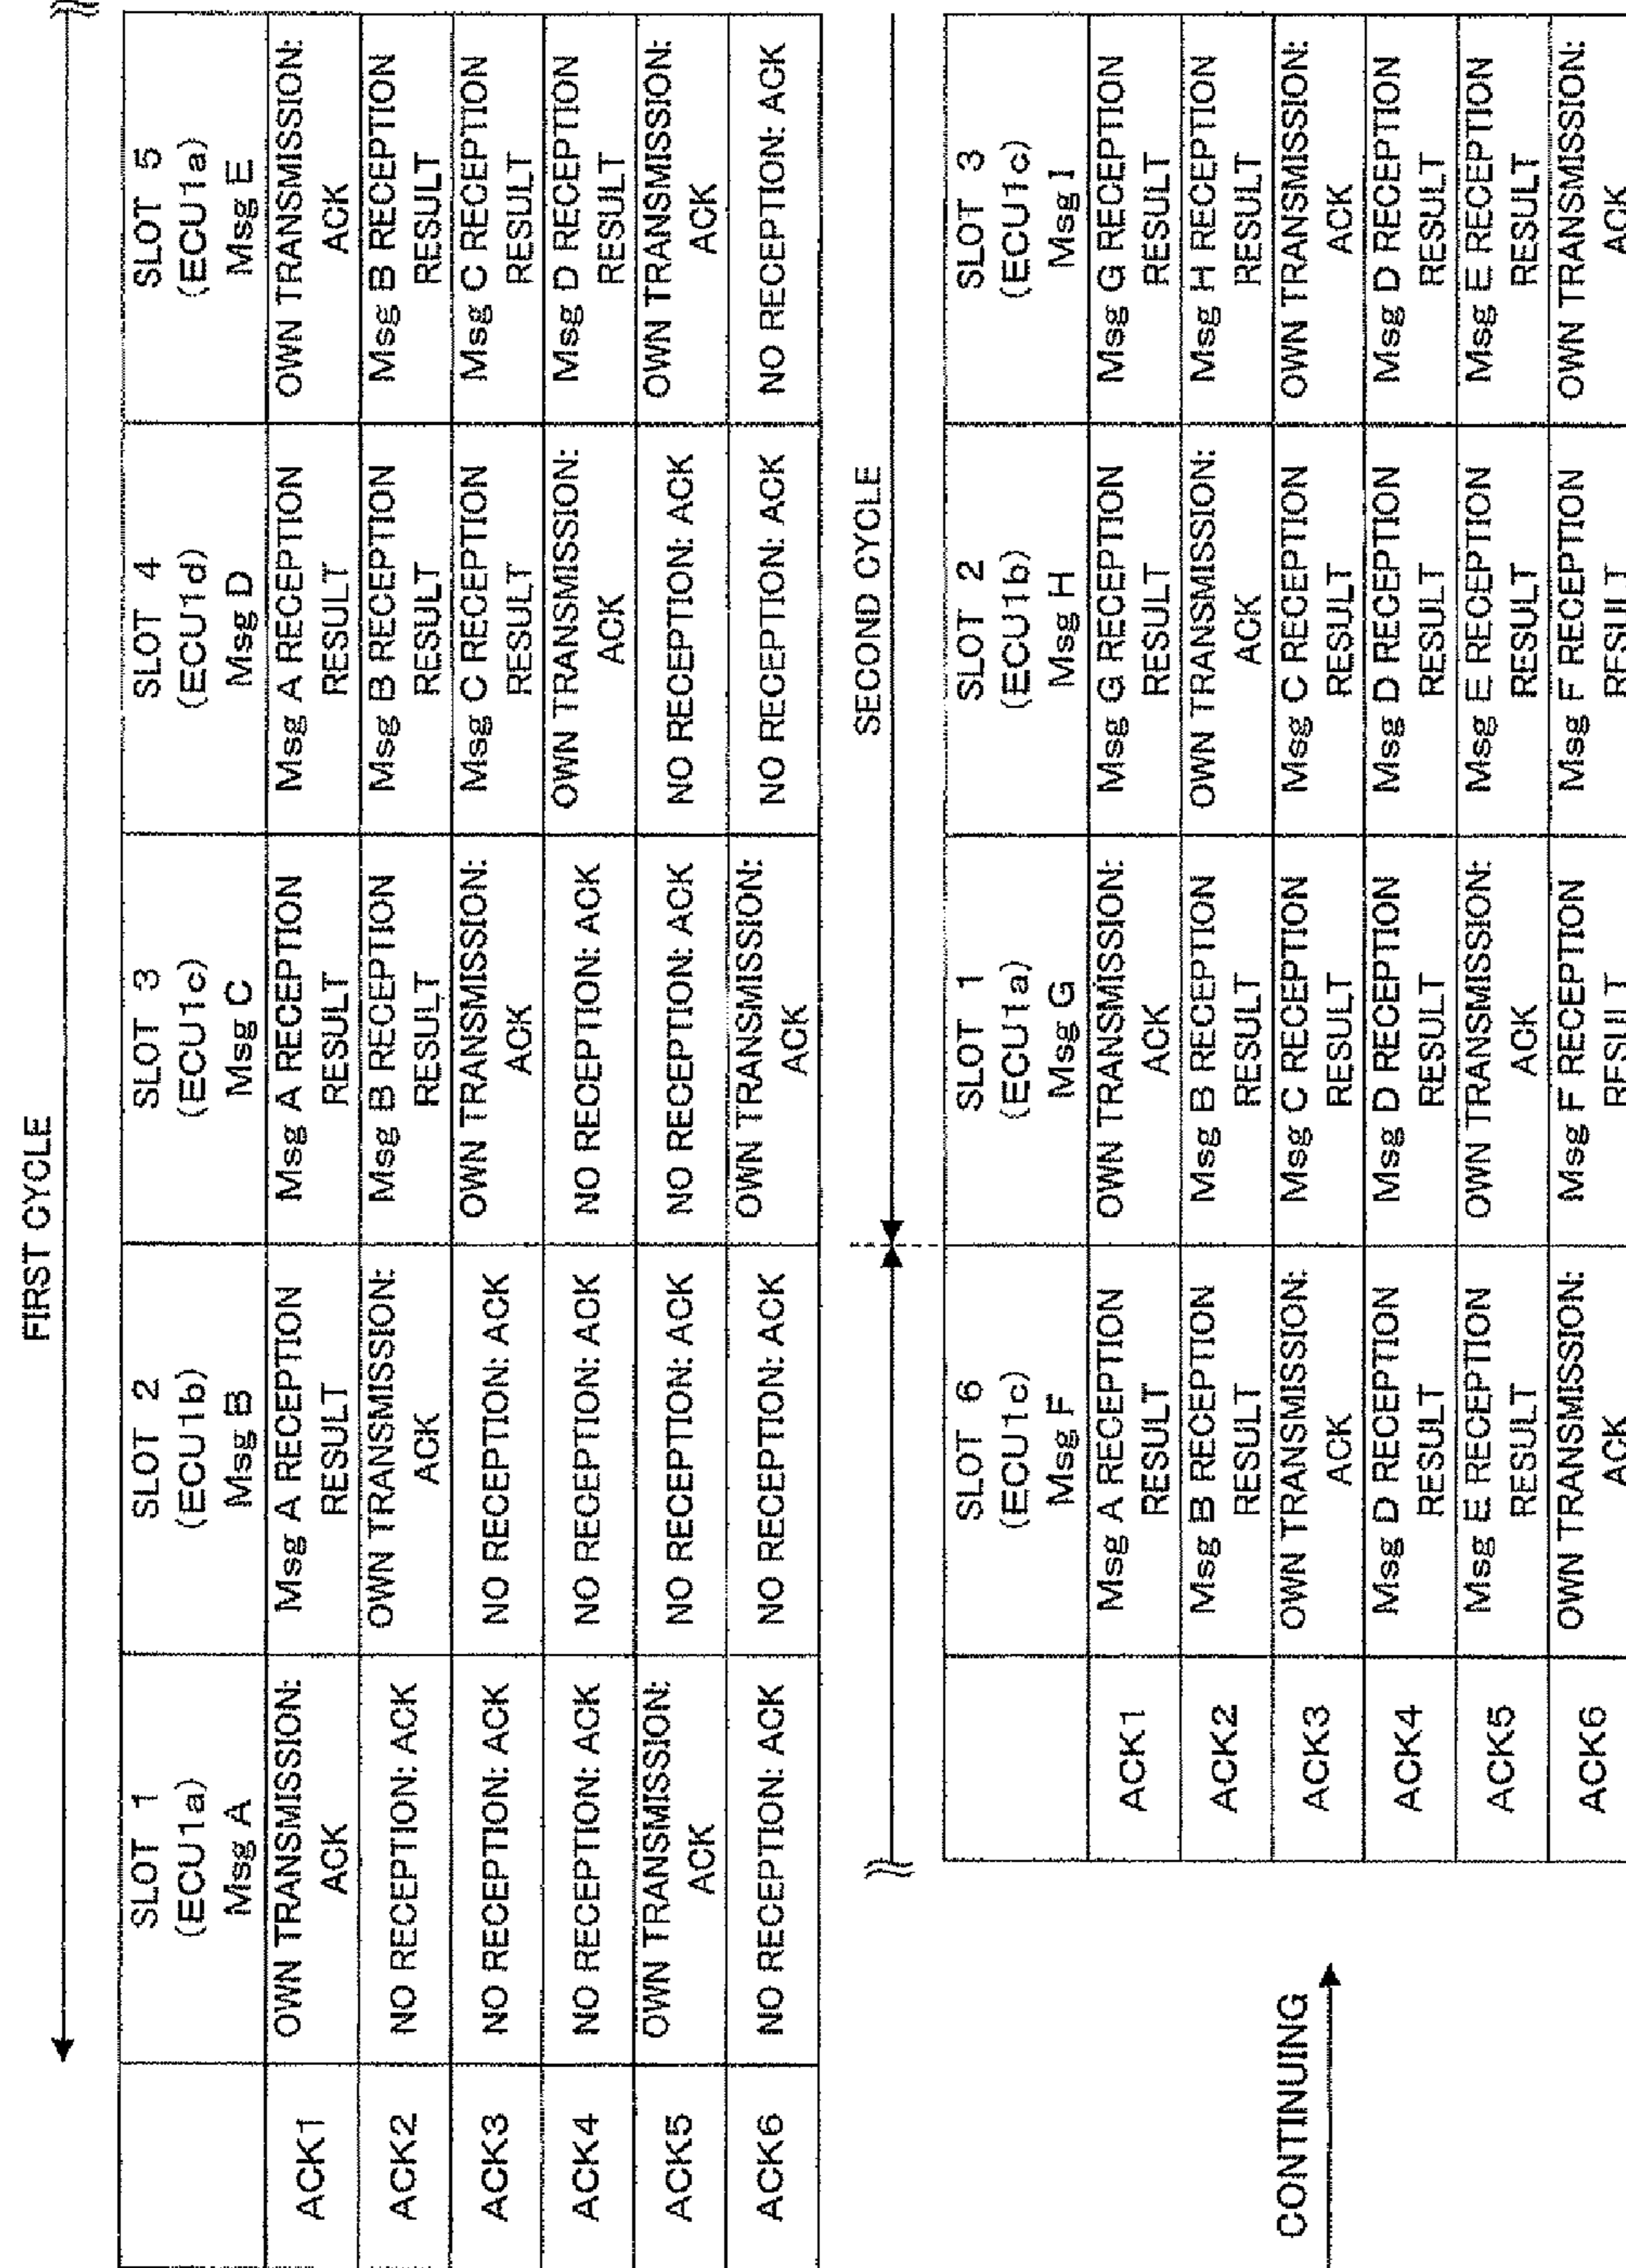 FIRST CYCLE
SLOT 1
(ECU1a)
Msg A
SLOT 2
(ECU1b)
Msg B
SLOT 3
(ECU1c)
Msg C
SLOT 4
(ECU1d)
Msg D
SLOT 5
(ECU1a)
Msg E
ACK1
OWN TRANSMISSION:
ACK
Msg A RECEPTION
RESULT
Msg A RECEPTION
RESULT
Msg A RECEPTION
RESULT
OWN TRANSMISSION:
ACK
ACK2
NO RECEPTION: ACK
OWN TRANSMISSION:
ACK
Msg B RECEPTION
RESULT
Msg B RECEPTION
RESULT
Msg B RECEPTION
RESULT
ACK3
NO RECEPTION: ACK
NO RECEPTION: ACK
OWN TRANSMISSION:
ACK
Msg C RECEPTION
RESULT
Msg C RECEPTION
RESULT
ACK4
NO RECEPTION: ACK
NO RECEPTION: ACK
NO RECEPTION: ACK
OWN TRANSMISSION:
ACK
Msg D RECEPTION
RESULT
ACK5
OWN TRANSMISSION:
ACK
NO RECEPTION: ACK
NO RECEPTION: ACK
NO RECEPTION: ACK
OWN TRANSMISSION:
ACK
ACK6
NO RECEPTION: ACK
NO RECEPTION: ACK
OWN TRANSMISSION:
ACK
NO RECEPTION: ACK
NO RECEPTION: ACK
SECOND CYCLE
CONTINUING
SLOT 6
(ECU1c)
Msg F
SLOT 1
(ECU1a)
Msg G
SLOT 2
(ECU1b)
Msg H
SLOT 3
(ECU1c)
Msg I
ACK1
Msg A RECEPTION
RESULT
OWN TRANSMISSION:
ACK
Msg G RECEPTION
RESULT
Msg G RECEPTION
RESULT
ACK2
Msg B RECEPTION
RESULT
Msg B RECEPTION
RESULT
OWN TRANSMISSION:
ACK
Msg H RECEPTION
RESULT
ACK3
OWN TRANSMISSION:
ACK
Msg C RECEPTION
RESULT
Msg C RECEPTION
RESULT
OWN TRANSMISSION:
ACK
ACK4
Msg D RECEPTION
RESULT
Msg D RECEPTION
RESULT
Msg D RECEPTION
RESULT
Msg D RECEPTION
RESULT
ACK5
Msg E RECEPTION
RESULT
OWN TRANSMISSION:
ACK
Msg E RECEPTION
RESULT
Msg E RECEPTION
RESULT
ACK6
OWN TRANSMISSION:
ACK
Msg F RECEPTION
RESULT
Msg F RECEPTION
RESULT
OWN TRANSMISSION:
ACK